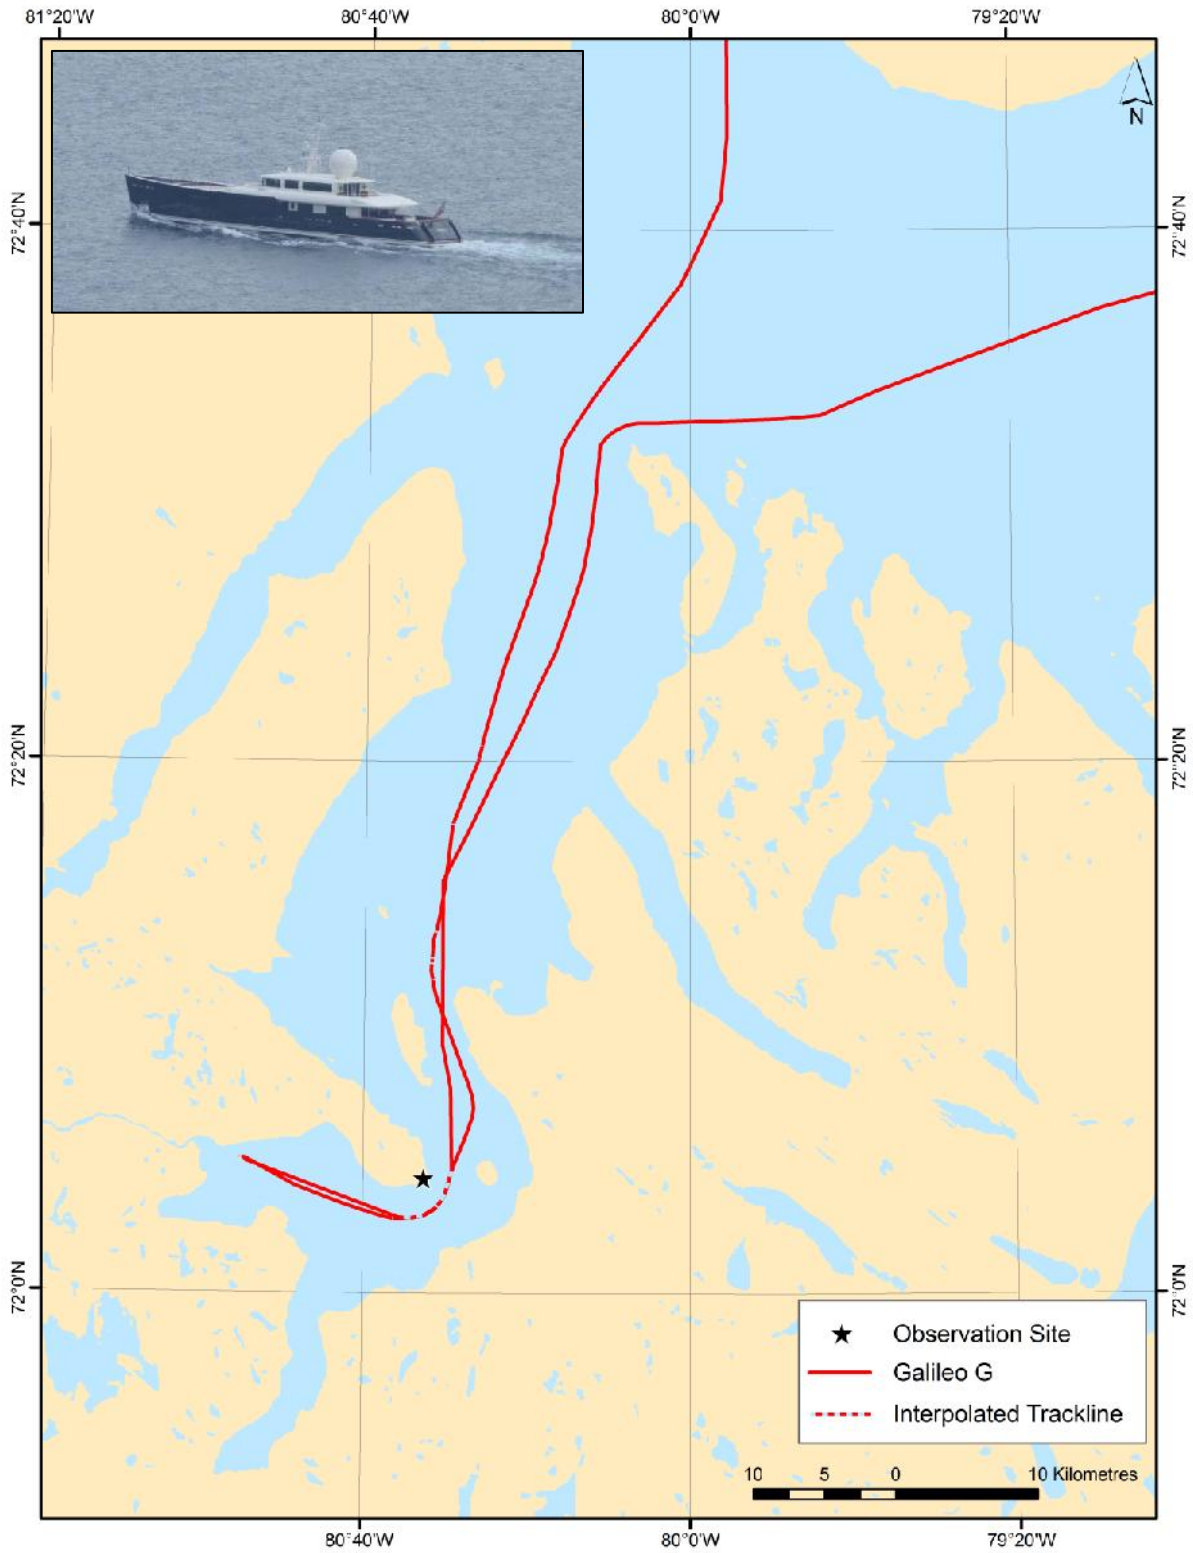 81°20'W 80°40'W 80°0'W 79°20'W
N
72°40'N 72°40'N
72°20'N 72°20'N
72°0'N 72°0'N
Observation Site
Galileo G
Interpolated Trackline
10 5 0 10 Kilometres
80°40'W 80°0'W 79°20'W